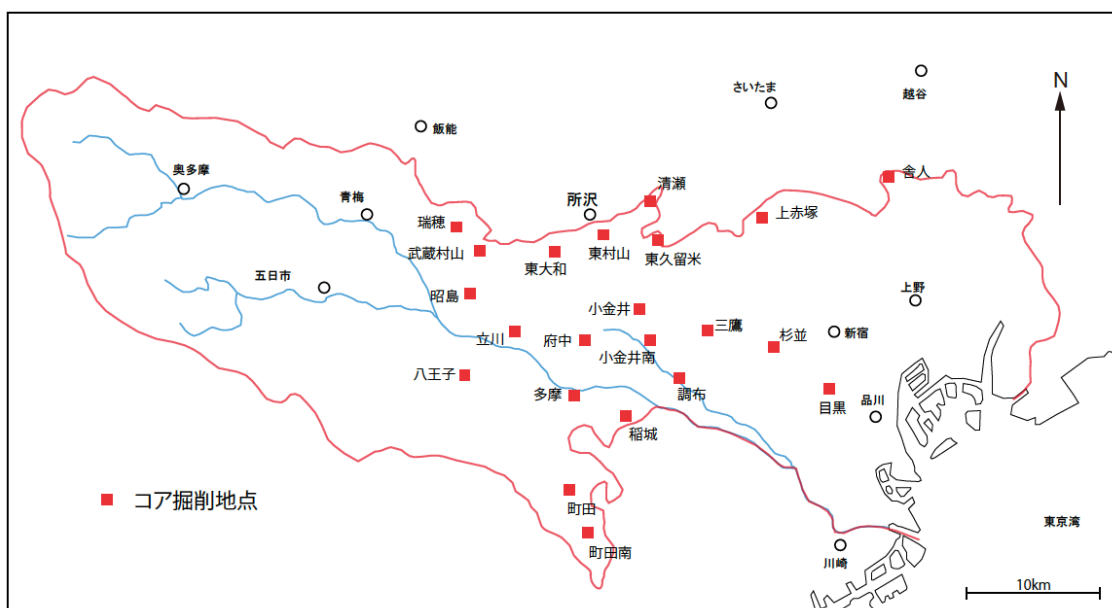 越谷
さいたま
N
飯能
奥多摩
舎人
清瀬
青梅
所沢
上赤塚
瑞穂
武蔵村山
東大和
東村山
東久留米
五日市
昭島
上野
小金井
三鷹
立川
府中
小金井南
杉並
新宿
八王子
多摩
調布
目黒
品川
稲城
コア掘削地点
町田
東京湾
町田南
川崎
10km